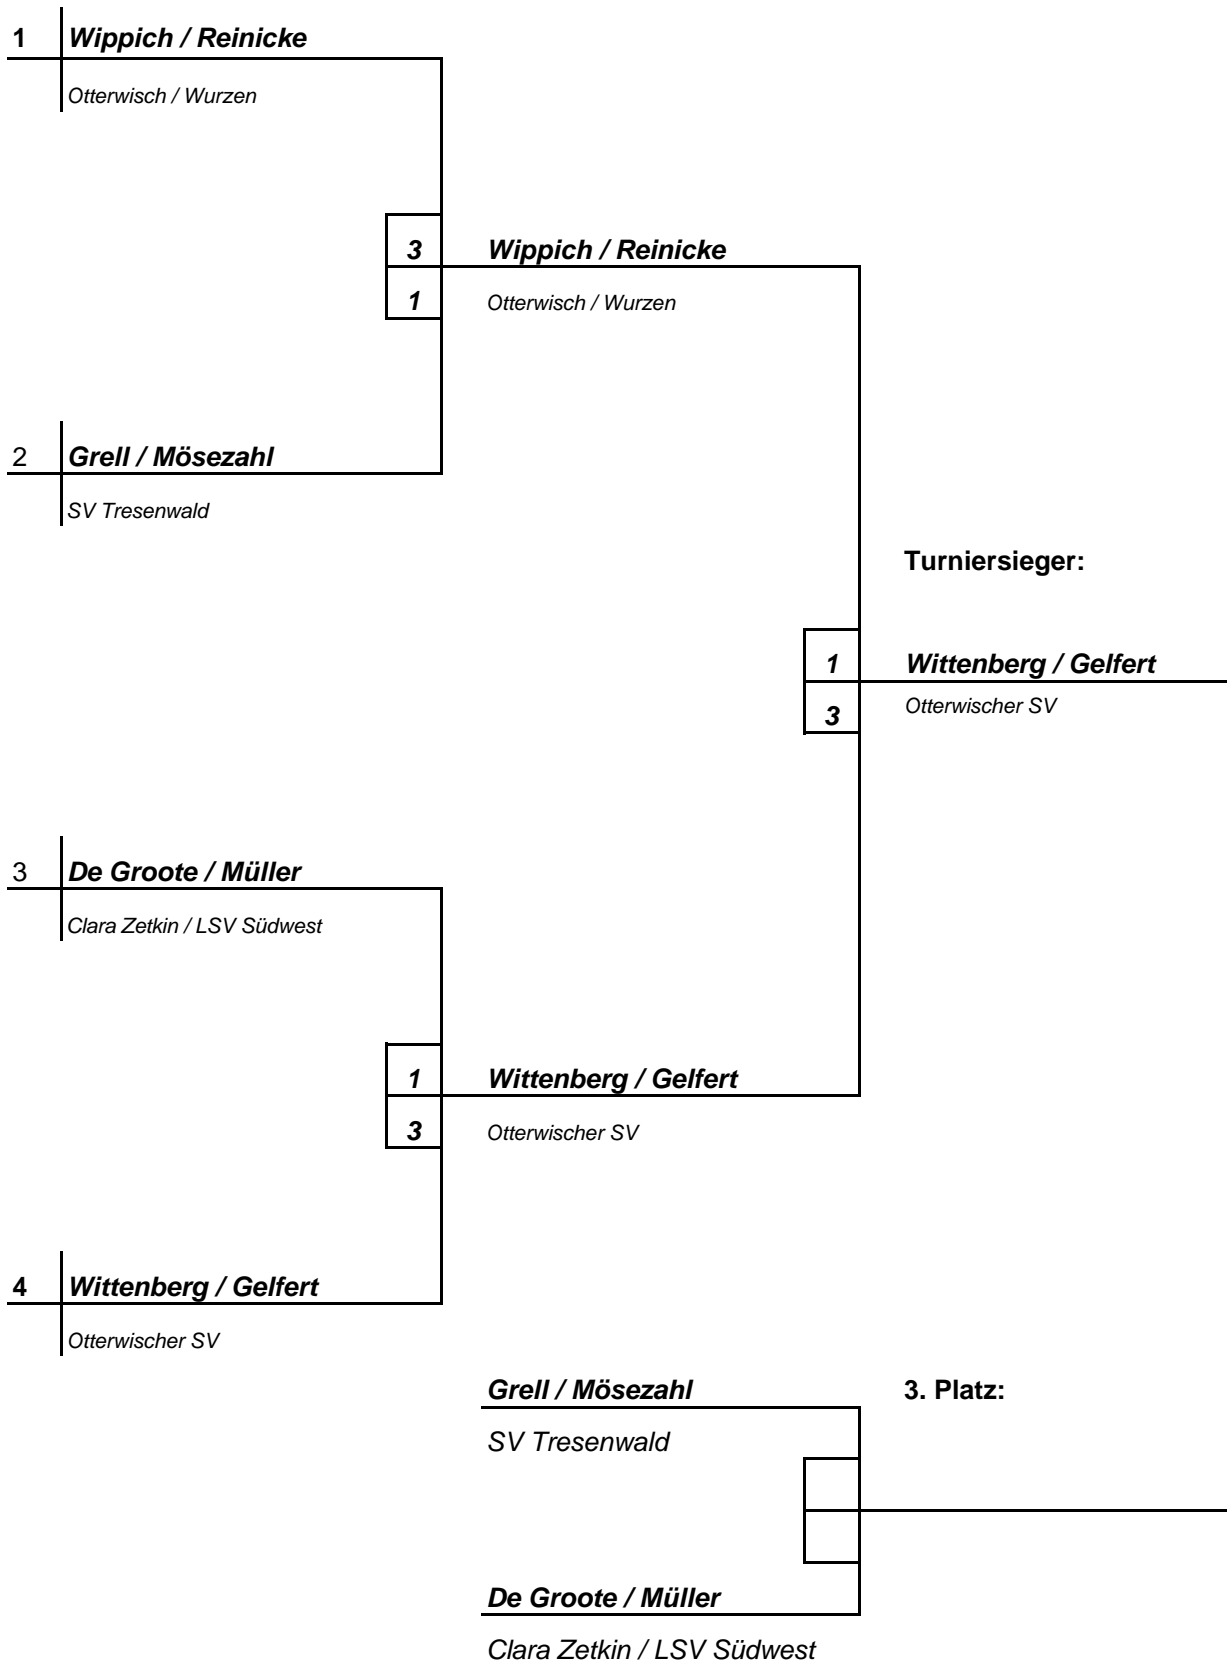 1 Wippich / Reinicke
Otterwisch / Wurzen
3 Wippich / Reinicke
1 Otterwisch / Wurzen
2 Grell / Mösezahl
SV Tresenwald
Turniersieger:
1 Wittenberg / Gelfert
3 Otterwischer SV
3 De Groote / Müller
Clara Zetkin / LSV Südwest
1 Wittenberg / Gelfert
3 Otterwischer SV
4 Wittenberg / Gelfert
Otterwischer SV
Grell / Mösezahl 3. Platz:
SV Tresenwald
De Groote / Müller
Clara Zetkin / LSV Südwest